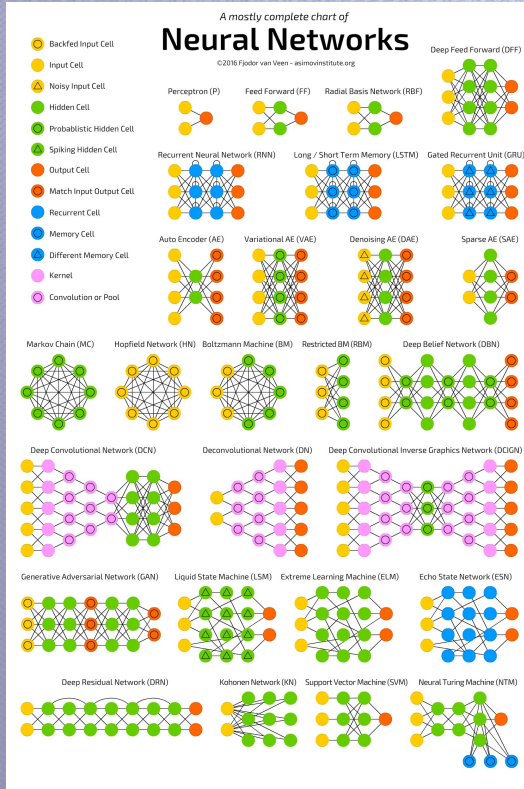 A mostly complete chart of
Neural Networks
©2016 Fjodor van Veen - asimovinstitute.org
Backfed Input Cell
Input Cell
Noisy Input Cell
Hidden Cell
Probablistic Hidden Cell
Spiking Hidden Cell
Output Cell
Match Input Output Cell
Recurrent Cell
Memory Cell
Different Memory Cell
Kernel
Convolution or Pool
Deep Feed Forward (DFF)
Perceptron (P)
Feed Forward (FF)
Radial Basis Network (RBF)
Recurrent Neural Network (RNN)
Long / Short Term Memory (LSTM)
Gated Recurrent Unit (GRU)
Auto Encoder (AE)
Variational AE (VAE)
Denoising AE (DAE)
Sparse AE (SAE)
Markov Chain (MC)
Hopfield Network (HN)
Boltzmann Machine (BM)
Restricted BM (RBM)
Deep Belief Network (DBN)
Deep Convolutional Network (DCN)
Deconvolutional Network (DN)
Deep Convolutional Inverse Graphics Network (DCIGN)
Generative Adversarial Network (GAN)
Liquid State Machine (LSM)
Extreme Learning Machine (ELM)
Echo State Network (ESN)
Deep Residual Network (DRN)
Kohonen Network (KN)
Support Vector Machine (SVM)
Neural Turing Machine (NTM)